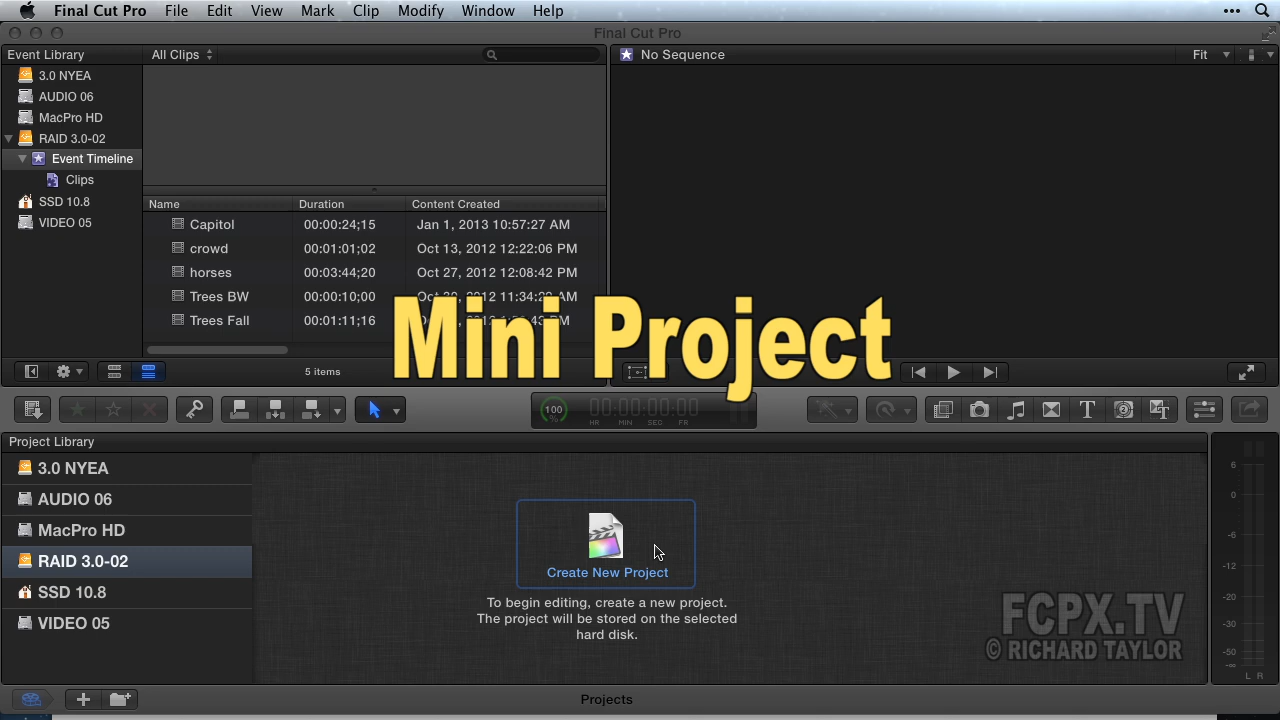 Final Cut Pro File Edit View Mark Clip Modify Window Help
Final Cut Pro
Event Library
All Clips
No Sequence
Fit
3.0 NYEA
AUDIO 06
MacPro HD
RAID 3.0-02
Event Timeline
Clips
SSD 10.8
VIDEO 05
Name Duration Content Created
Capitol 00:00:24;15 Jan 1, 2013 10:57:27 AM
crowd 00:01:01;02 Oct 13, 2012 12:22:06 PM
horses 00:03:44;20 Oct 27, 2012 12:08:42 PM
Trees BW 00:00:10;00 2012 AM
Trees Fall 00:01:11;16
Mini Project
5 items
100
%
00:00:00:00
HR MIN SEC FR
Project Library
3.0 NYEA
AUDIO 06
MacPro HD
RAID 3.0-02
SSD 10.8
VIDEO 05
Create New Project
To begin editing, create a new project.
The project will be stored on the selected
hard disk.
6
0
-6
-12
-20
-30
-50
-∞
L R
FCPX.TV
© RICHARD TAYLOR
Projects